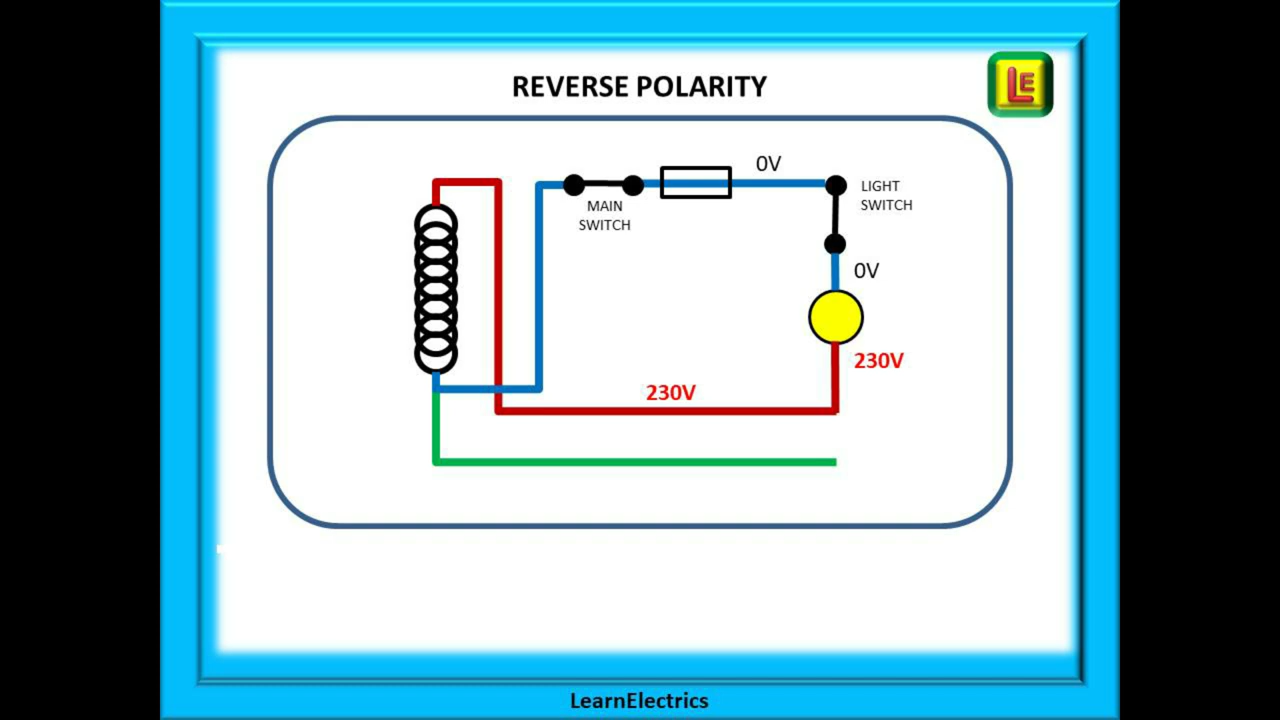 REVERSE POLARITY
LE
0V
MAIN
SWITCH
LIGHT
SWITCH
0V
230V
230V
LearnElectrics